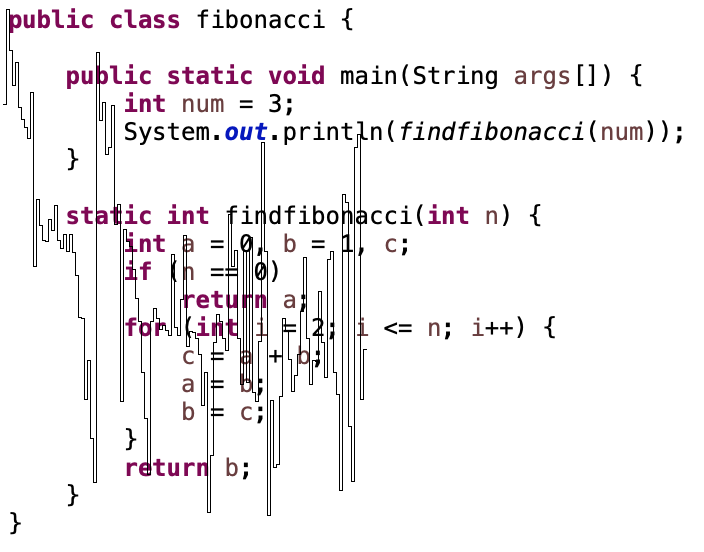 public class fibonacci {
public static void main(String args[]) {
int num = 3;
System.out.println(findfibonacci(num));
}
static int findfibonacci(int n) {
int a = 0, b = 1, c;
if (n == 0)
return a;
for (int i = 2; i <= n; i++) {
c = a + b;
a = b;
b = c;
}
return b;
}
}